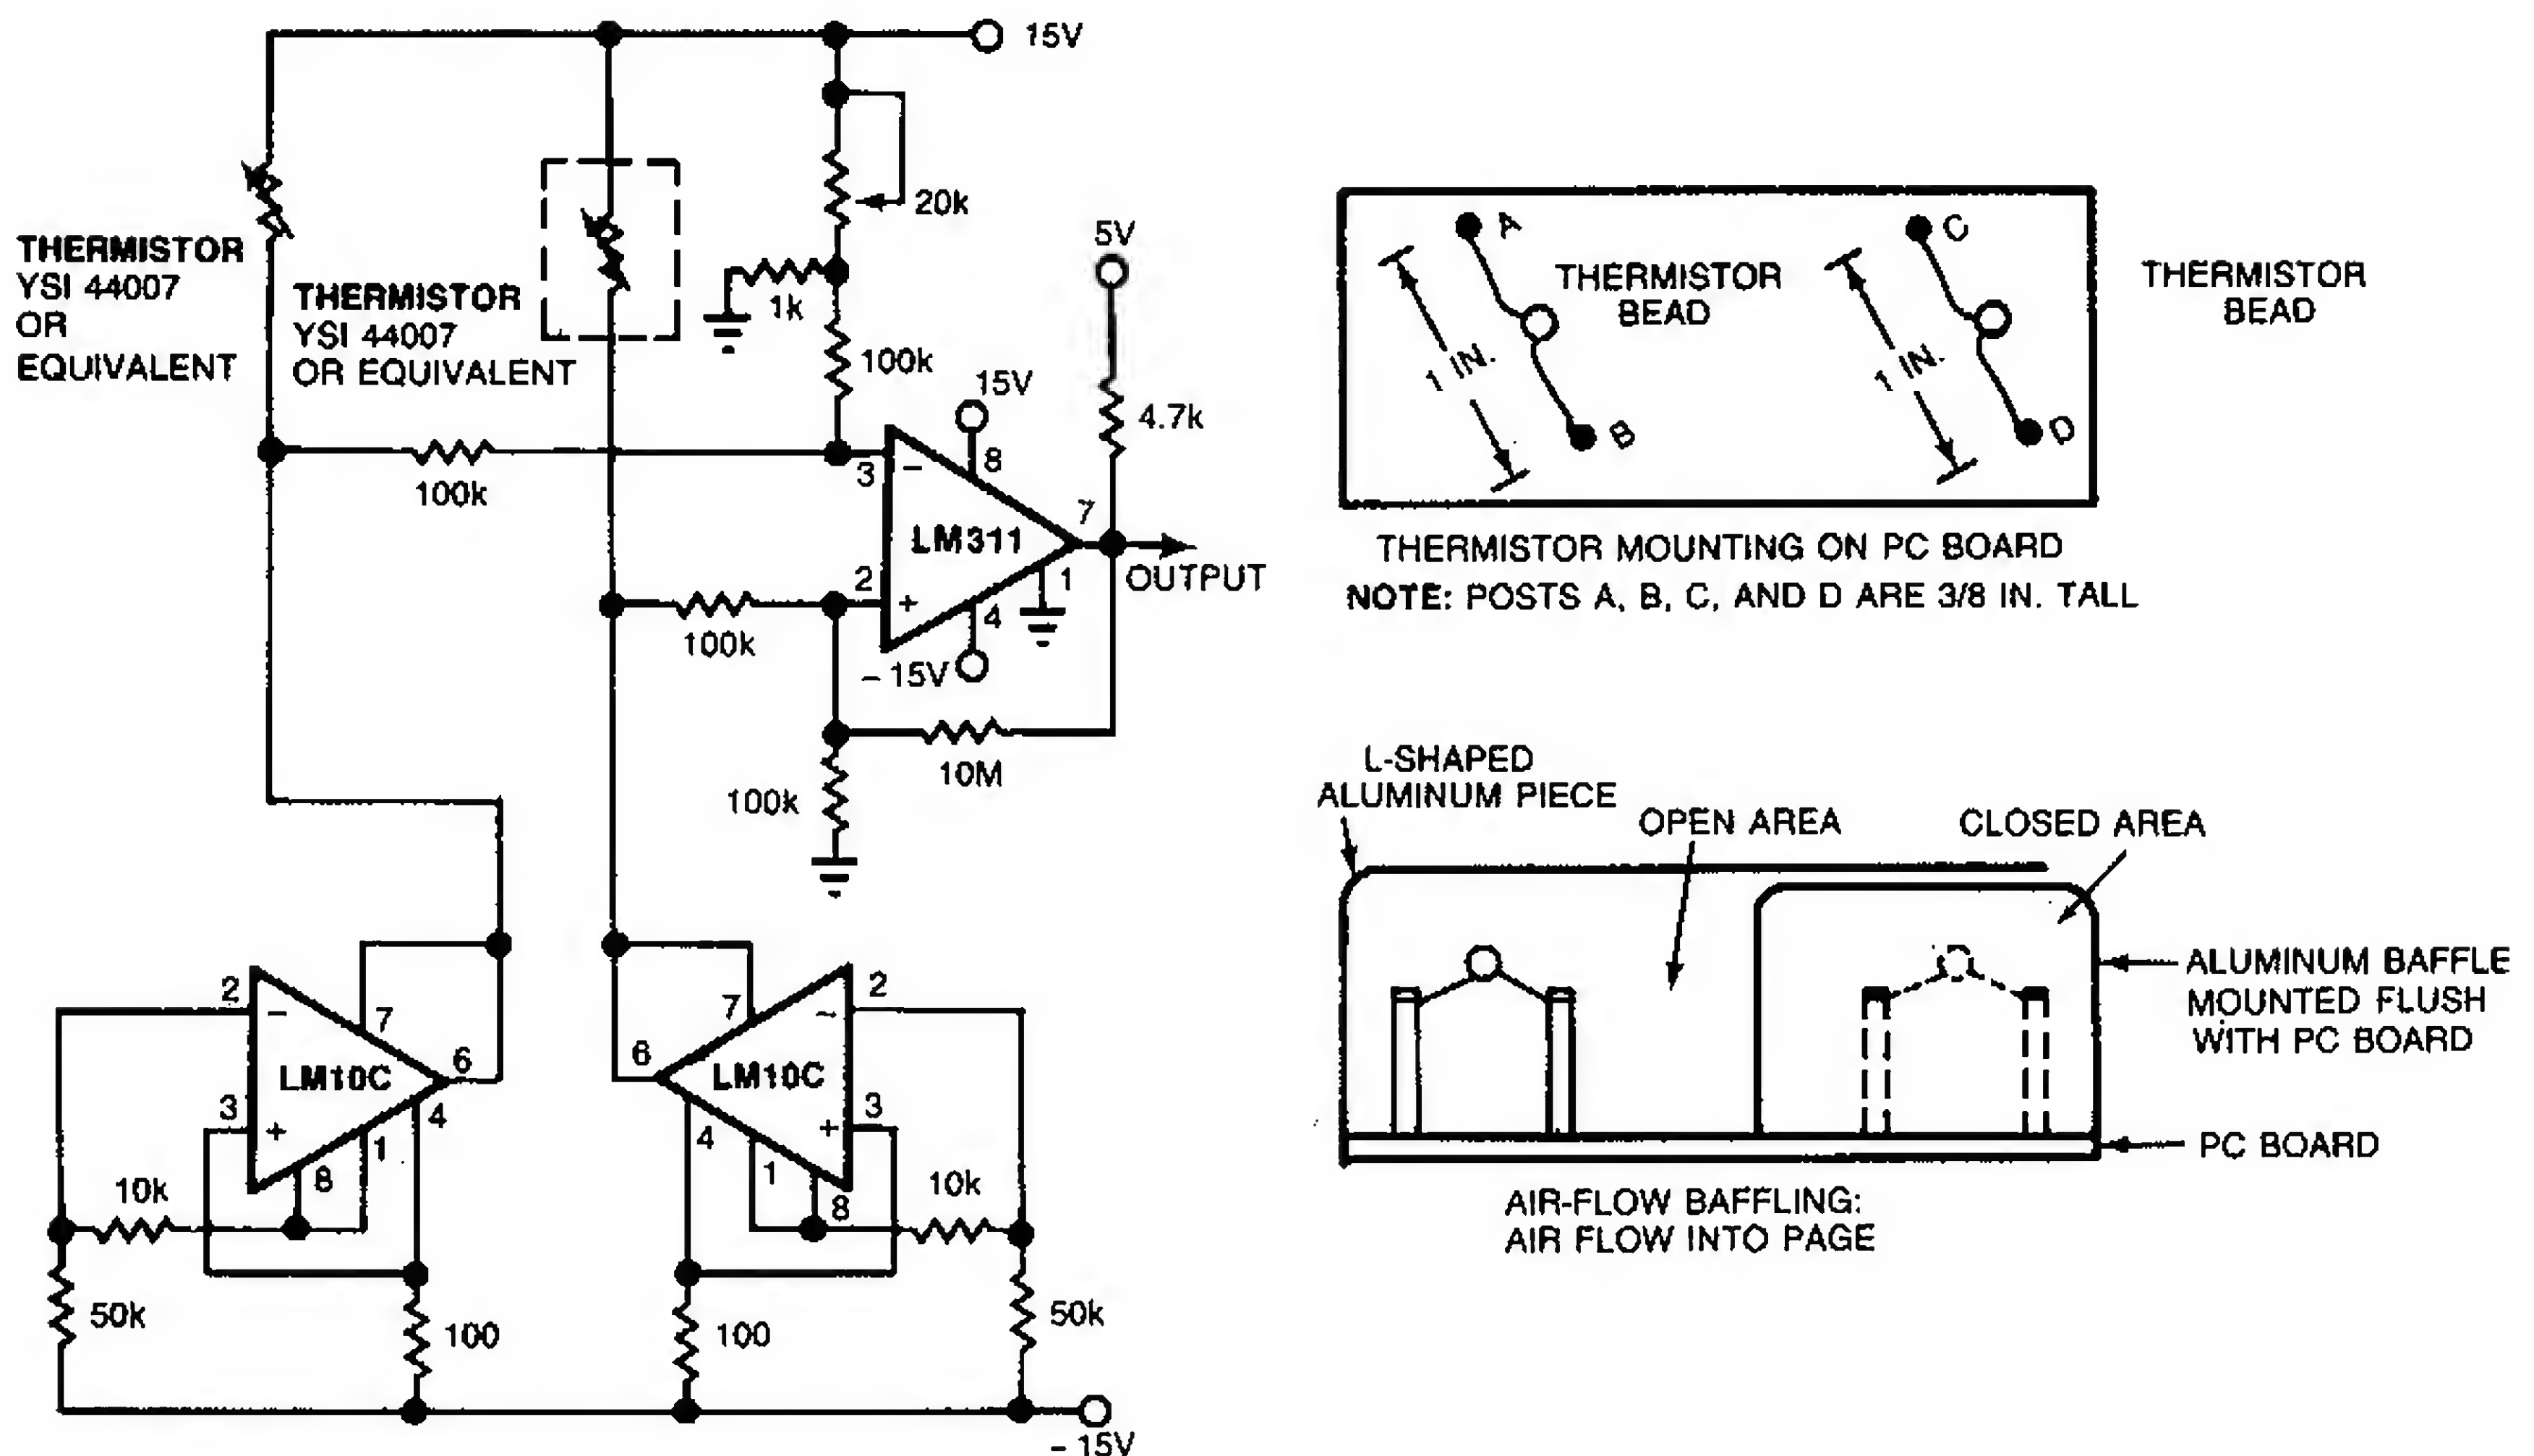 15V
20k
1k
THERMISTOR
YSI 44007
OR
EQUIVALENT
THERMISTOR
YSI 44007
OR EQUIVALENT
100k
5V
15V
4.7k
100k
3
−
8
7
LM311
OUTPUT
2
+
4
1
100k
− 15V
10M
100k
2
−
7
6
LM10C
3
+
4
1
8
10k
50k
100
7
2
~
6
LM10C
3
+
4
1
8
10k
100
50k
− 15V
A
THERMISTOR
BEAD
1 IN.
B
C
THERMISTOR
BEAD
1 IN.
D
THERMISTOR MOUNTING ON PC BOARD
NOTE: POSTS A, B, C, AND D ARE 3/8 IN. TALL
L-SHAPED
ALUMINUM PIECE
OPEN AREA
CLOSED AREA
ALUMINUM BAFFLE
MOUNTED FLUSH
WITH PC BOARD
PC BOARD
AIR-FLOW BAFFLING:
AIR FLOW INTO PAGE